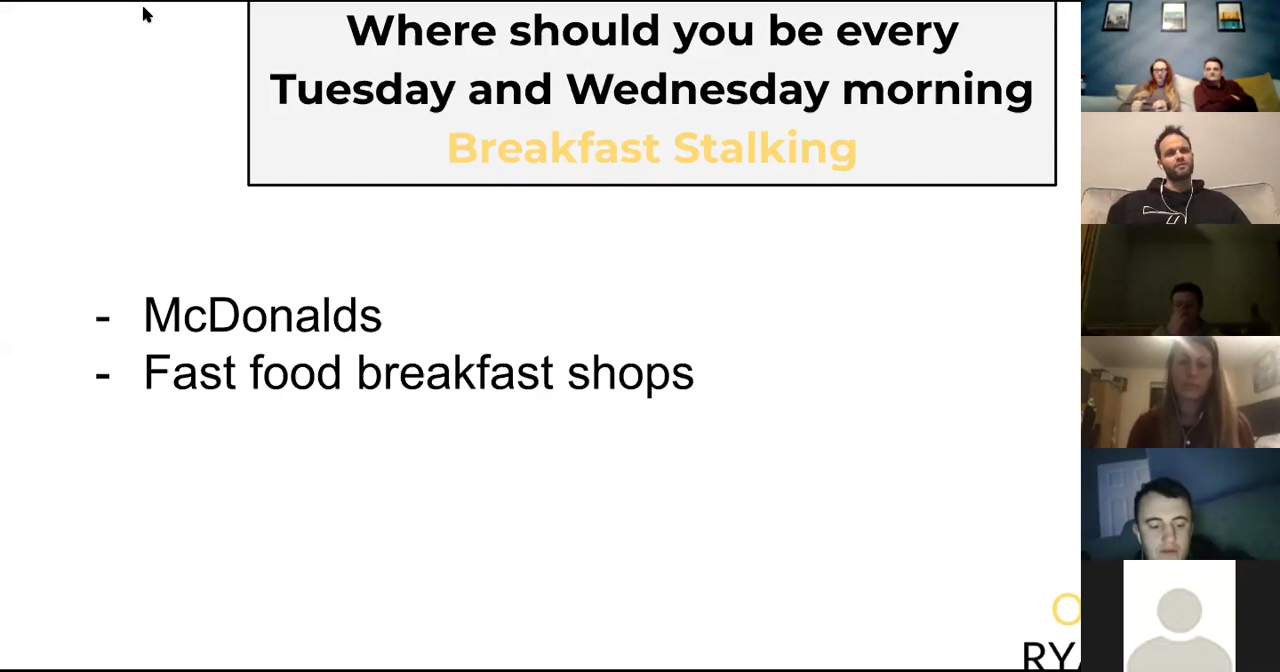 Where should you be every
Tuesday and Wednesday morning
Breakfast Stalking
- McDonalds
- Fast food breakfast shops